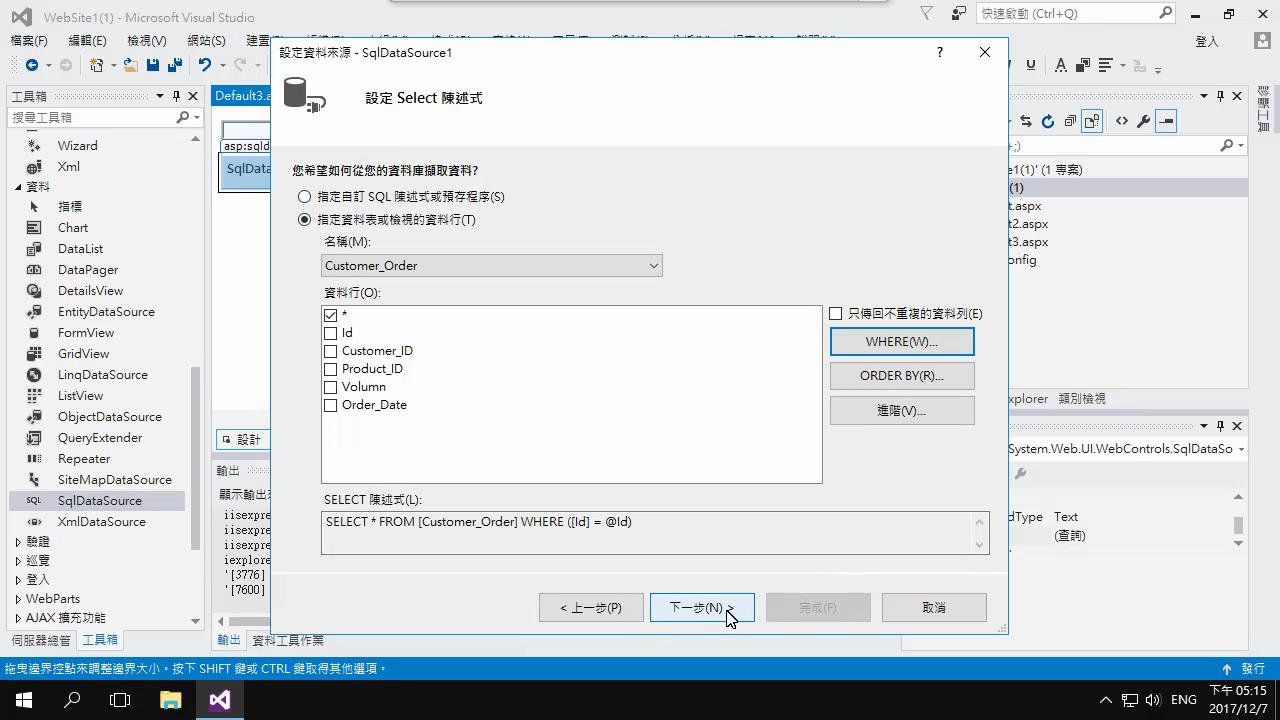 WebSite1(1) - Microsoft Visual Studio
快速啟動 (Ctrl+Q)
檔案(F) 編輯(E) 檢視(V) 網站(S)
登入
設定資料來源 - SqlDataSource1
?
設定 Select 陳述式
您希望如何從您的資料庫擷取資料?
指定自訂 SQL 陳述式或預存程序(S)
指定資料表或檢視的資料行(T)
名稱(M):
Customer_Order
資料行(O):
*
Id
Customer_ID
Product_ID
Volumn
Order_Date
只傳回不重複的資料列(E)
WHERE(W)...
ORDER BY(R)...
進階(V)...
SELECT 陳述式(L):
SELECT * FROM [Customer_Order] WHERE ([Id] = @Id)
< 上一步(P)
下一步(N) >
完成(F)
取消
工具箱
搜尋工具箱
Wizard
Xml
資料
指標
Chart
DataList
DataPager
DetailsView
EntityDataSource
FormView
GridView
LinqDataSource
ListView
ObjectDataSource
QueryExtender
Repeater
SiteMapDataSource
SQL SqlDataSource
XmlDataSource
驗證
巡覽
登入
WebParts
AJAX 擴充功能
伺服器總管 工具箱
Default3.a
asp:sqld
SqlData
設計
輸出
顯示輸出來
iisexpre
iisexpre
iisexpre
iexplore
'[3776]
'[7600]
輸出 資料工具作業
+;)
e1(1)' (1 專案)
(1)
t.aspx
t2.aspx
t3.aspx
onfig
xplorer 類別檢視
System.Web.UI.WebControls.SqlDataSo
dType Text
(查詢)
拖曳邊界控點來調整邊界大小。按下 SHIFT 鍵或 CTRL 鍵取得其他選項。
發行
ENG
下午 05:15
2017/12/7